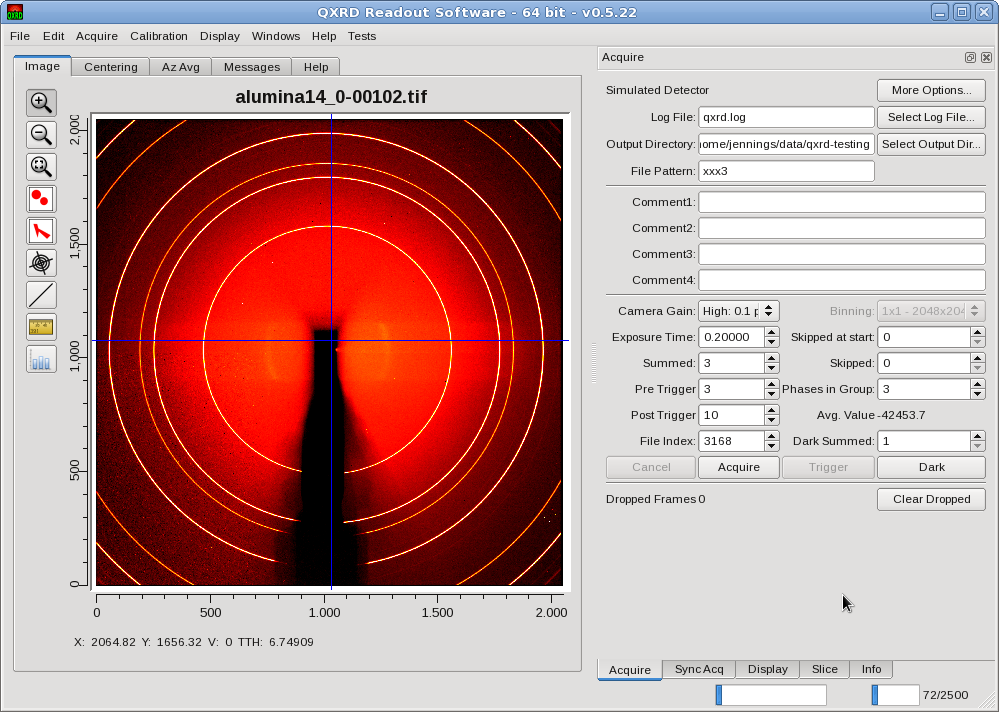 QXRD Readout Software - 64 bit - v0.5.22
File Edit Acquire Calibration Display Windows Help Tests
Image Centering Az Avg Messages Help
alumina14_0-00102.tif
2,000
1,500
1,000
500
0
0 500 1.000 1.500 2.000
X: 2064.82 Y: 1656.32 V: 0 TTH: 6.74909
Acquire
Simulated Detector More Options...
Log File: qxrd.log Select Log File...
Output Directory: ome/jennings/data/qxrd-testing Select Output Dir...
File Pattern: xxx3
Comment1:
Comment2:
Comment3:
Comment4:
Camera Gain: High: 0.1 p Binning: 1x1 - 2048x204
Exposure Time: 0.20000 Skipped at start: 0
Summed: 3 Skipped: 0
Pre Trigger 3 Phases in Group: 3
Post Trigger 10 Avg. Value -42453.7
File Index: 3168 Dark Summed: 1
Cancel Acquire Trigger Dark
Dropped Frames 0 Clear Dropped
Acquire Sync Acq Display Slice Info
72/2500